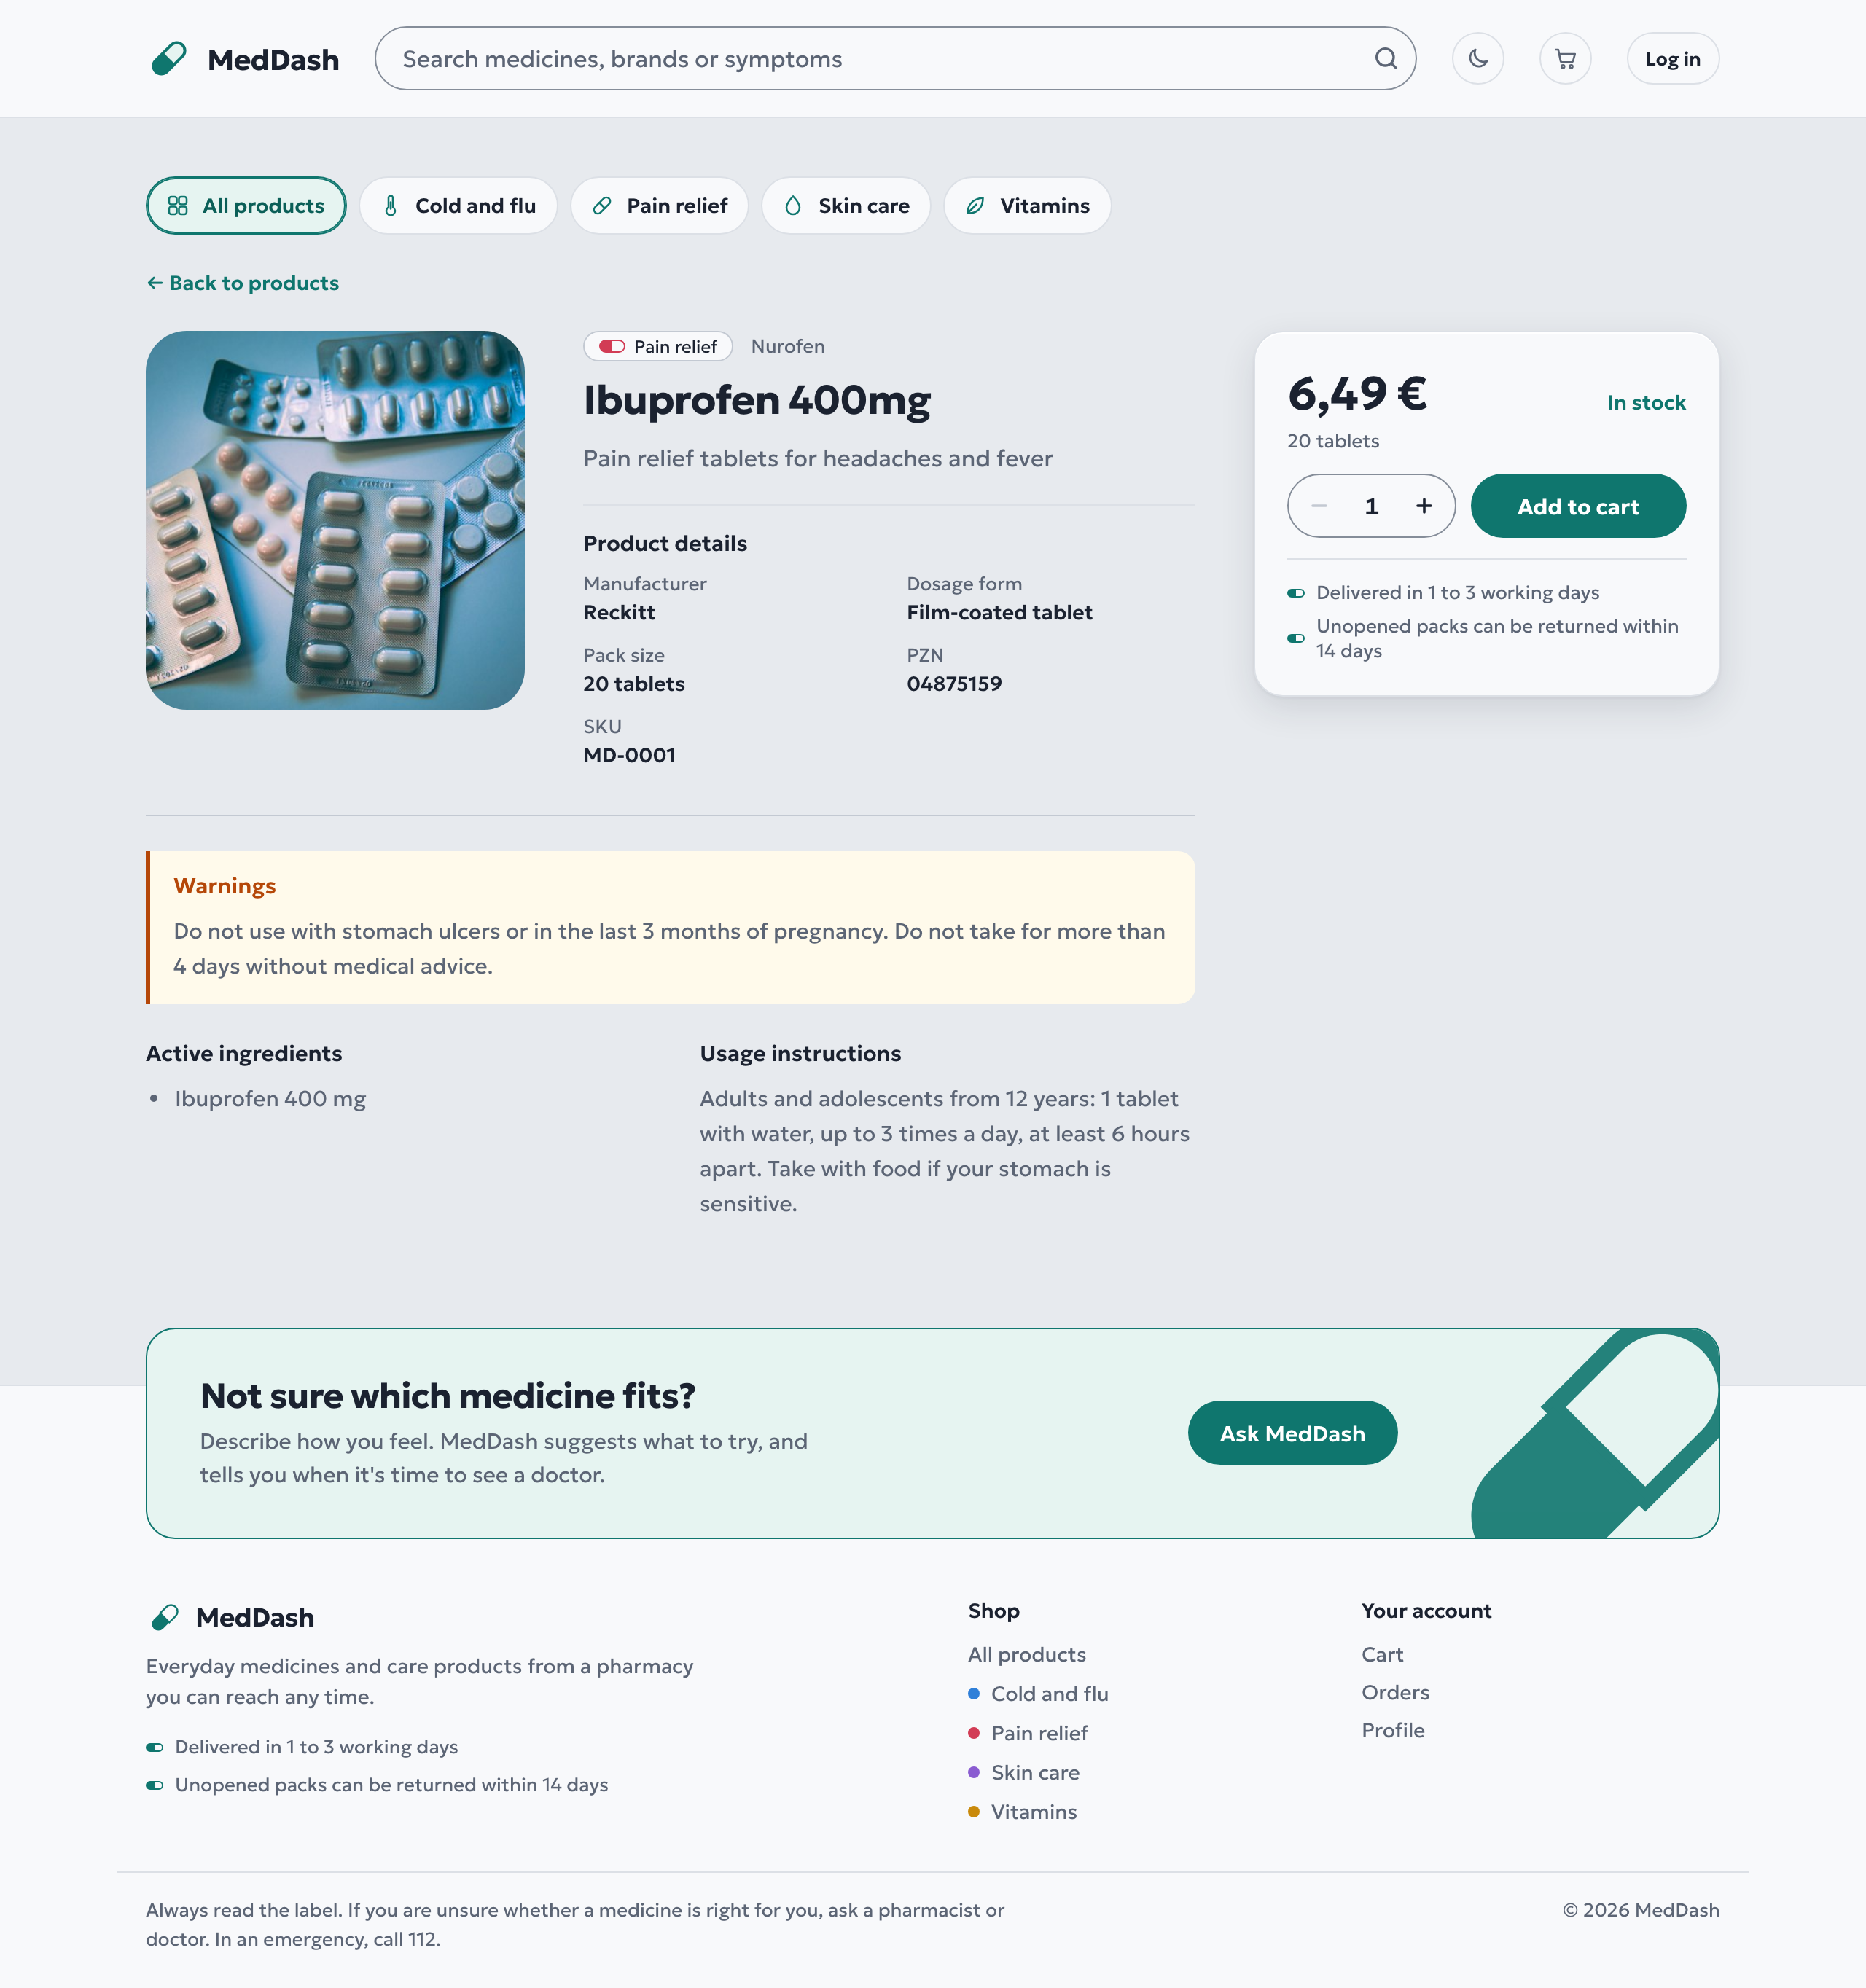 MedDash
Search medicines, brands or symptoms
Log in
All products
Cold and flu
Pain relief
Skin care
Vitamins
← Back to products
Pain relief
Nurofen
Ibuprofen 400mg
Pain relief tablets for headaches and fever
Product details
Manufacturer
Reckitt
Dosage form
Film-coated tablet
Pack size
20 tablets
PZN
04875159
SKU
MD-0001
6,49 €
In stock
20 tablets
1
Add to cart
Delivered in 1 to 3 working days
Unopened packs can be returned within
14 days
Warnings
Do not use with stomach ulcers or in the last 3 months of pregnancy. Do not take for more than
4 days without medical advice.
Active ingredients
• Ibuprofen 400 mg
Usage instructions
Adults and adolescents from 12 years: 1 tablet
with water, up to 3 times a day, at least 6 hours
apart. Take with food if your stomach is
sensitive.
Not sure which medicine fits?
Describe how you feel. MedDash suggests what to try, and
tells you when it's time to see a doctor.
Ask MedDash
MedDash
Everyday medicines and care products from a pharmacy
you can reach any time.
Delivered in 1 to 3 working days
Unopened packs can be returned within 14 days
Shop
All products
Cold and flu
Pain relief
Skin care
Vitamins
Your account
Cart
Orders
Profile
Always read the label. If you are unsure whether a medicine is right for you, ask a pharmacist or
doctor. In an emergency, call 112.
© 2026 MedDash